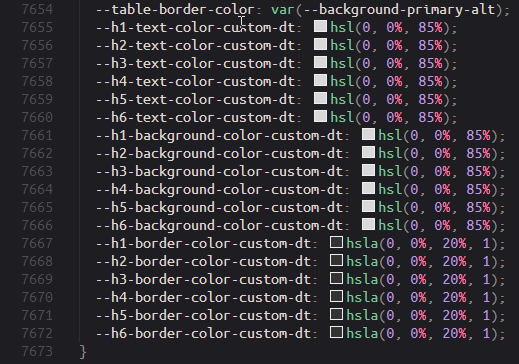 7654 --table-border-color: var(--background-primary-alt);
7655 --h1-text-color-custom-dt: hsl(0, 0%, 85%);
7656 --h2-text-color-custom-dt: hsl(0, 0%, 85%);
7657 --h3-text-color-custom-dt: hsl(0, 0%, 85%);
7658 --h4-text-color-custom-dt: hsl(0, 0%, 85%);
7659 --h5-text-color-custom-dt: hsl(0, 0%, 85%);
7660 --h6-text-color-custom-dt: hsl(0, 0%, 85%);
7661 --h1-background-color-custom-dt: hsl(0, 0%, 85%);
7662 --h2-background-color-custom-dt: hsl(0, 0%, 85%);
7663 --h3-background-color-custom-dt: hsl(0, 0%, 85%);
7664 --h4-background-color-custom-dt: hsl(0, 0%, 85%);
7665 --h5-background-color-custom-dt: hsl(0, 0%, 85%);
7666 --h6-background-color-custom-dt: hsl(0, 0%, 85%);
7667 --h1-border-color-custom-dt: hsla(0, 0%, 20%, 1);
7668 --h2-border-color-custom-dt: hsla(0, 0%, 20%, 1);
7669 --h3-border-color-custom-dt: hsla(0, 0%, 20%, 1);
7670 --h4-border-color-custom-dt: hsla(0, 0%, 20%, 1);
7671 --h5-border-color-custom-dt: hsla(0, 0%, 20%, 1);
7672 --h6-border-color-custom-dt: hsla(0, 0%, 20%, 1);
7673 }